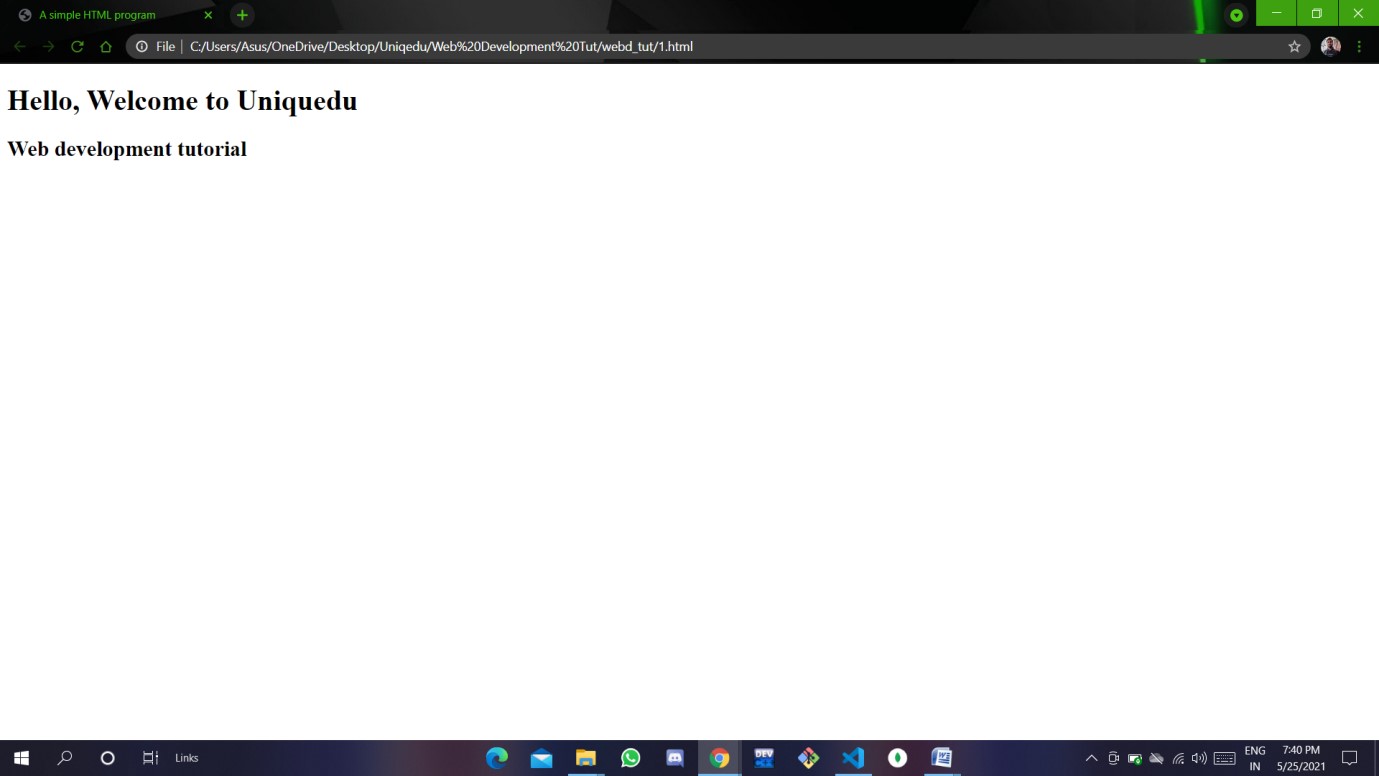 A simple HTML program
File C:/Users/Asus/OneDrive/Desktop/Uniqedu/Web%20Development%20Tut/webd_tut/1.html
Hello, Welcome to Uniquedu
Web development tutorial
Links
DEV
C++
ENG
IN
7:40 PM
5/25/2021